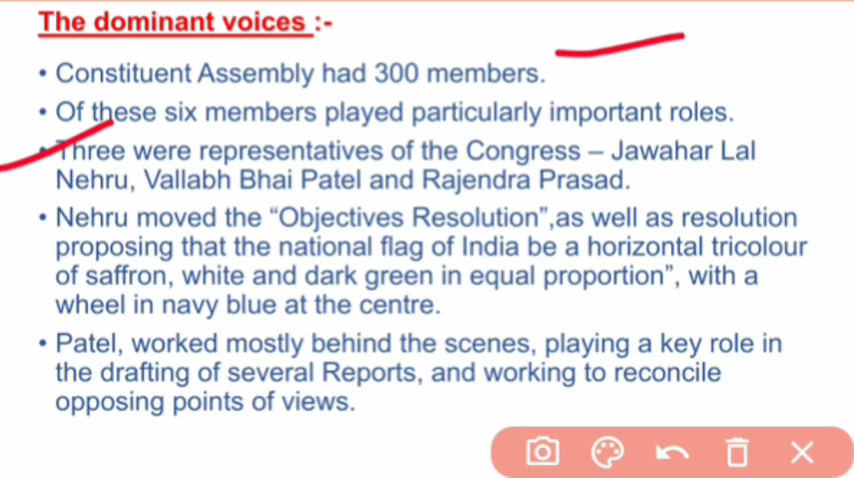 The dominant voices :-
• Constituent Assembly had 300 members.
• Of these six members played particularly important roles.
• Three were representatives of the Congress – Jawahar Lal
Nehru, Vallabh Bhai Patel and Rajendra Prasad.
• Nehru moved the “Objectives Resolution”,as well as resolution
proposing that the national flag of India be a horizontal tricolour
of saffron, white and dark green in equal proportion”, with a
wheel in navy blue at the centre.
• Patel, worked mostly behind the scenes, playing a key role in
the drafting of several Reports, and working to reconcile
opposing points of views.